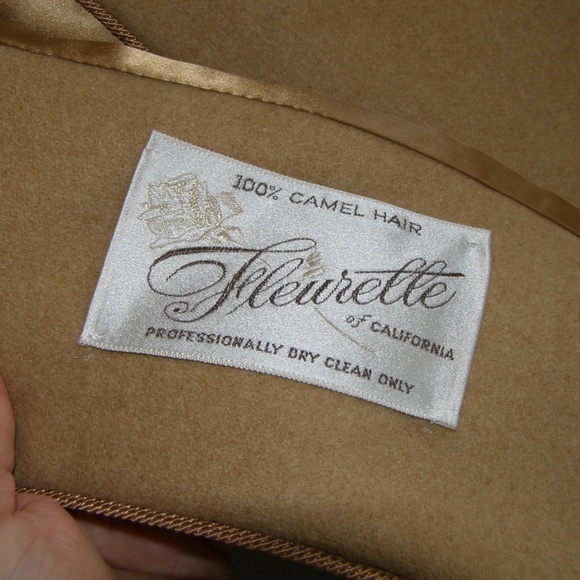 100% CAMEL HAIR
Fleurette
of CALIFORNIA
PROFESSIONALLY DRY CLEAN ONLY